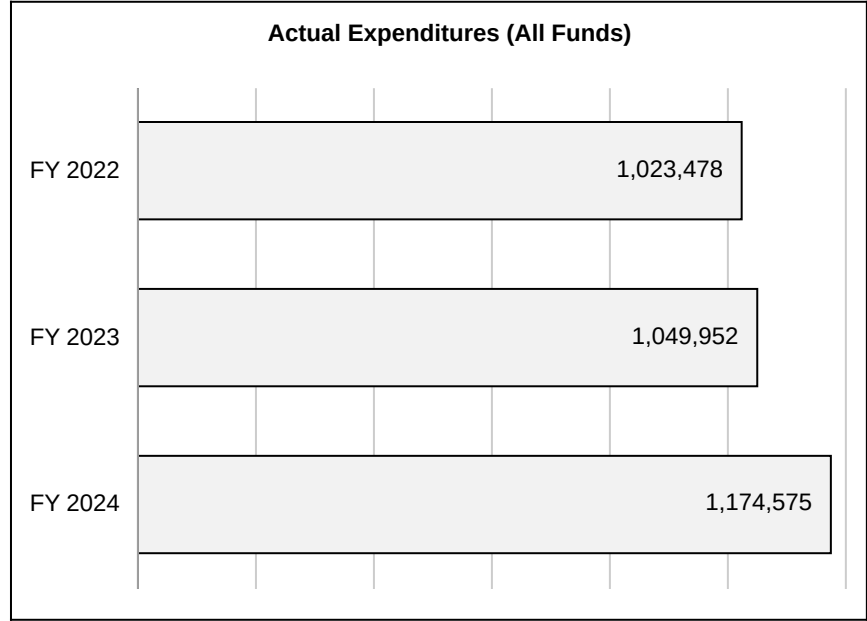 Actual Expenditures (All Funds)
FY 2022 1,023,478
FY 2023 1,049,952
FY 2024 1,174,575